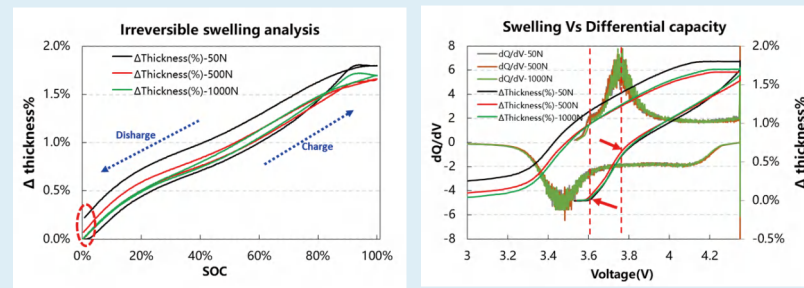 Irreversible swelling analysis
2.0%
1.5%
1.0%
0.5%
0.0%
Δ thickness%
ΔThickness(%)-50N
ΔThickness(%)-500N
ΔThickness(%)-1000N
Disharge
Charge
0%
20%
40%
60%
80%
100%
SOC
Swelling Vs Differential capacity
8
6
4
2
0
-2
-4
-6
-8
dQ/dV
dQ/dV-50N
dQ/dV-500N
dQ/dV-1000N
ΔThickness(%)-50N
ΔThickness(%)-500N
ΔThickness(%)-1000N
2.0%
1.5%
1.0%
0.5%
0.0%
-0.5%
Δ thickness%
3
3.2
3.4
3.6
3.8
4
4.2
Voltage(V)